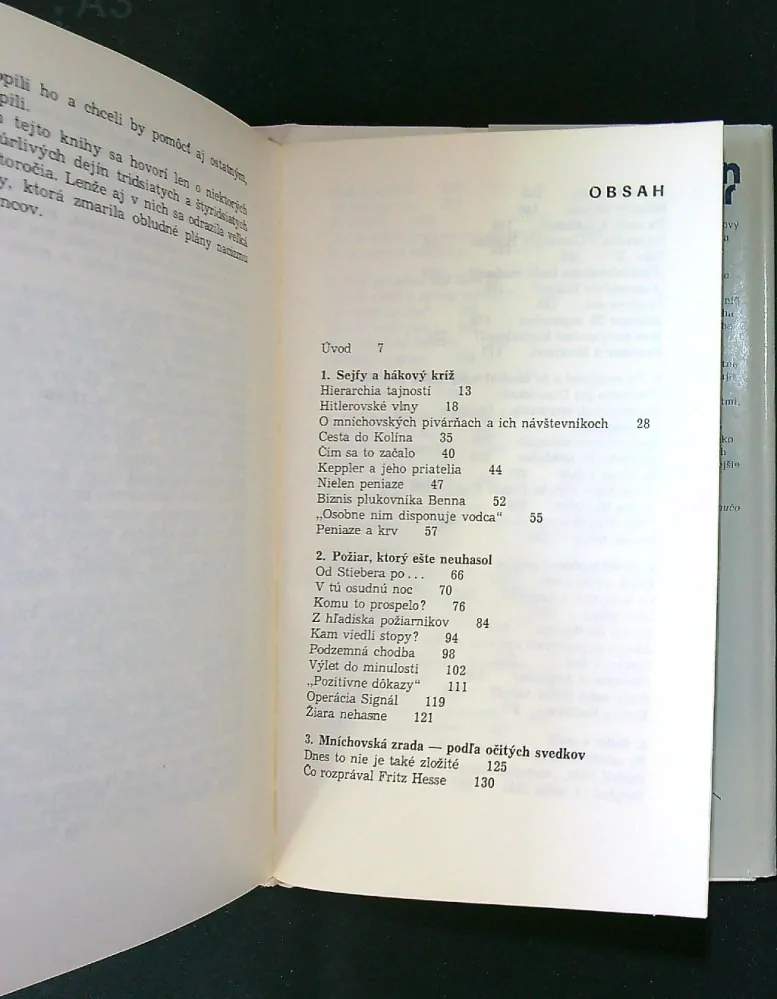 pili ho a chceli by pomôcť aj ostatným,
pili.
tejto knihy sa hovorí len o niektorých
dejín tridsiatych a štyridsiatych
Lenže aj v nich sa odrazila veľká
ktorá zmarila obludné plány nacizmu
OBSAH
Úvod 7
1. Sejfy a hákový kríž
Hierarchia tajností 13
Hitlerovské vlny 18
O mnichovských pivárňach a ich návštevníkoch 28
Cesta do Kolína 35
Čím sa to začalo 40
Keppler a jeho priatelia 44
Nielen peniaze 47
Biznis plukovníka Benna 52
„Osobne ním disponuje vodca“ 55
Peniaze a krv 57
2. Požiar, ktorý ešte neuhasol
Od Stiebera po... 66
V tú osudnú noc 70
Komu to prospelo? 76
Z hľadiska požiarnikov 84
Kam viedli stopy? 94
Podzemná chodba 98
Výlet do minulosti 102
„Pozitívne dôkazy“ 111
Operácia Signál 119
Žiara nehasne 121
3. Mníchovská zrada — podľa očitých svedkov
Dnes to nie je také zložité 125
Čo rozprával Fritz Hesse 130